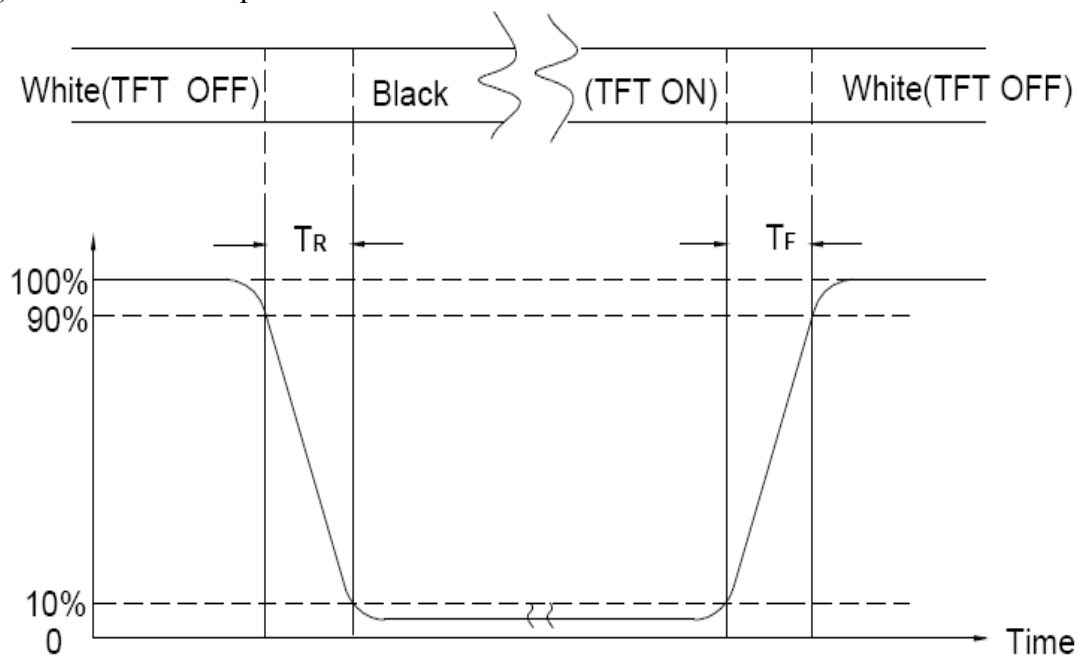 White(TFT OFF) Black (TFT ON) White(TFT OFF)
TR TF
100%
90%
10%
0 Time